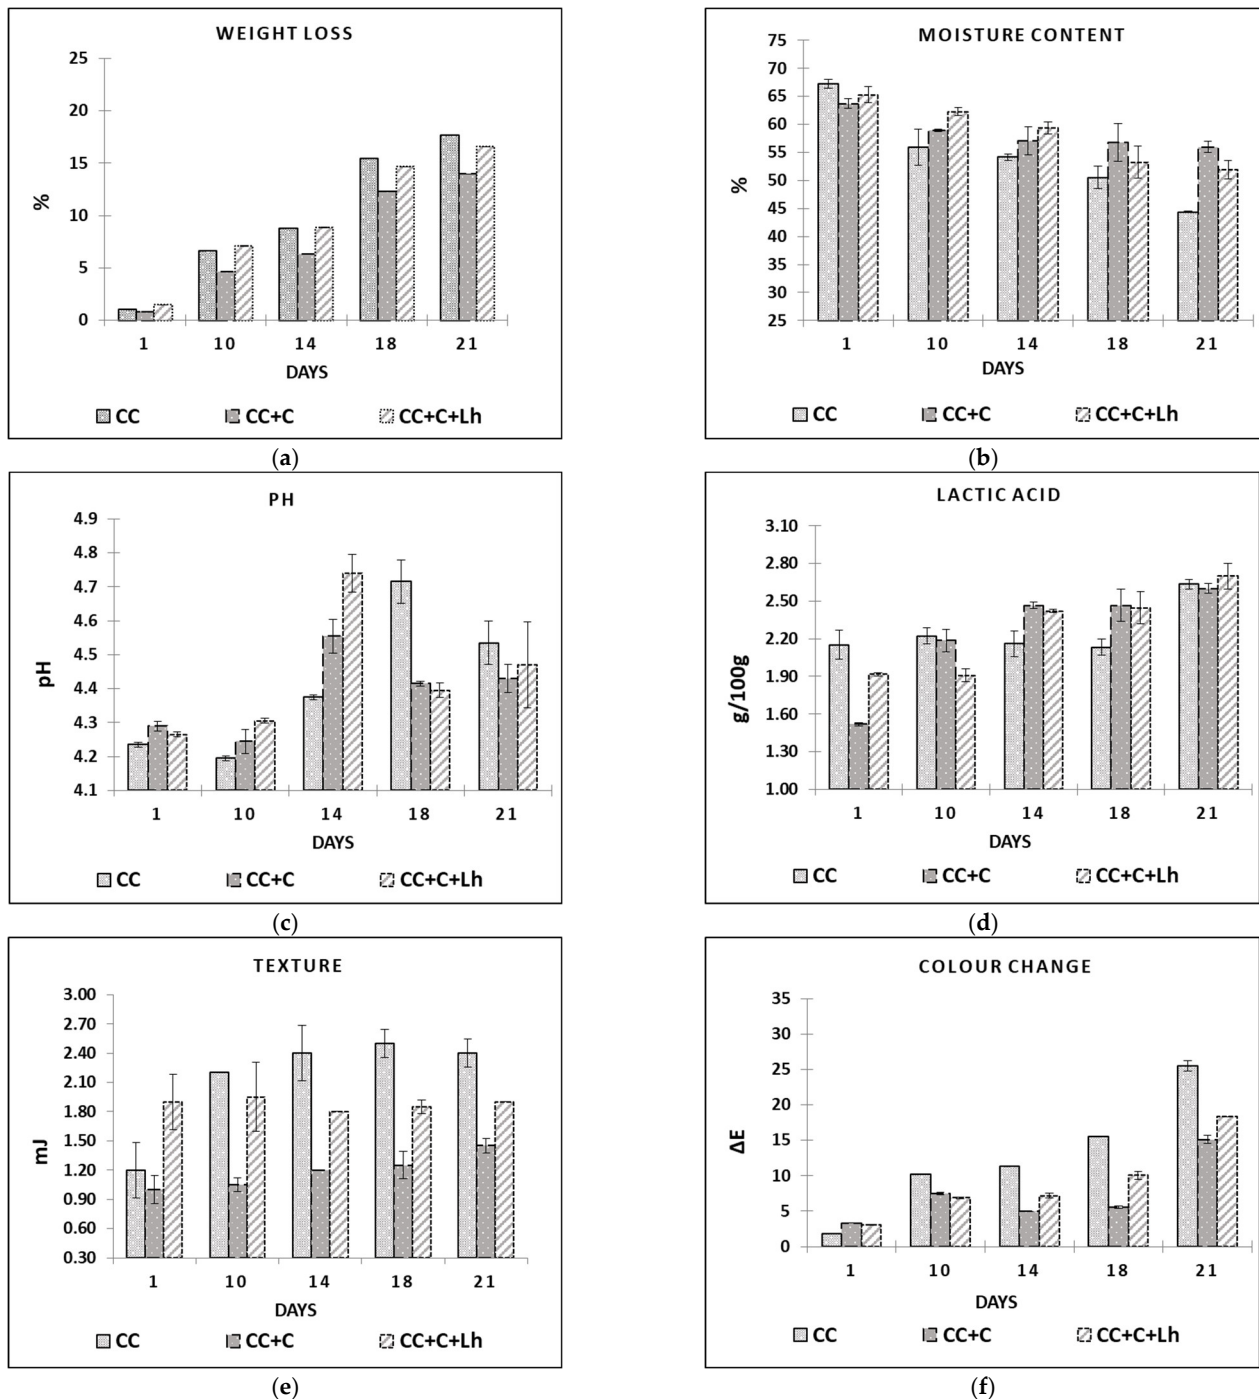 WEIGHT LOSS
25
20
15
10
5
0
%
1 10 14 18 21
DAYS
CC CC+C CC+C+Lh
(a)
MOISTURE CONTENT
75
70
65
60
55
50
45
40
35
30
25
%
1 10 14 18 21
DAYS
CC CC+C CC+C+Lh
(b)
PH
4.9
4.8
4.7
4.6
4.5
4.4
4.3
4.2
4.1
pH
1 10 14 18 21
DAYS
CC CC+C CC+C+Lh
(c)
LACTIC ACID
3.10
2.80
2.50
2.20
1.90
1.60
1.30
1.00
g/100g
1 10 14 18 21
DAYS
CC CC+C CC+C+Lh
(d)
TEXTURE
3.00
2.70
2.40
2.10
1.80
1.50
1.20
0.90
0.60
0.30
mJ
1 10 14 18 21
DAYS
CC CC+C CC+C+Lh
(e)
COLOUR CHANGE
35
30
25
20
15
10
5
0
ΔE
1 10 14 18 21
DAYS
CC CC+C CC+C+Lh
(f)